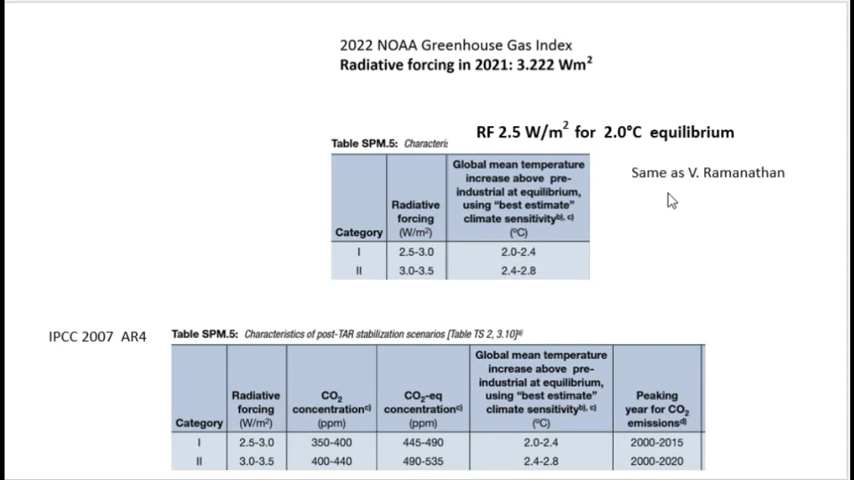 2022 NOAA Greenhouse Gas Index
Radiative forcing in 2021: 3.222 Wm²
RF 2.5 W/m² for 2.0°C equilibrium
Same as V. Ramanathan
Table SPM.5: Characteri
Global mean temperature
increase above pre-
industrial at equilibrium,
Radiative using "best estimate"
forcing climate sensitivity b), c)
Category (W/m²) (ºC)
I 2.5-3.0 2.0-2.4
II 3.0-3.5 2.4-2.8
IPCC 2007 AR4
Table SPM.5: Characteristics of post-TAR stabilization scenarios [Table TS 2, 3.10]a)
Global mean temperature
increase above pre-
industrial at equilibrium,
Radiative CO₂ CO₂-eq using "best estimate" Peaking
forcing concentration c) concentration c) climate sensitivity b), c) year for CO₂
Category (W/m²) (ppm) (ppm) (ºC) emissions d)
I 2.5-3.0 350-400 445-490 2.0-2.4 2000-2015
II 3.0-3.5 400-440 490-535 2.4-2.8 2000-2020